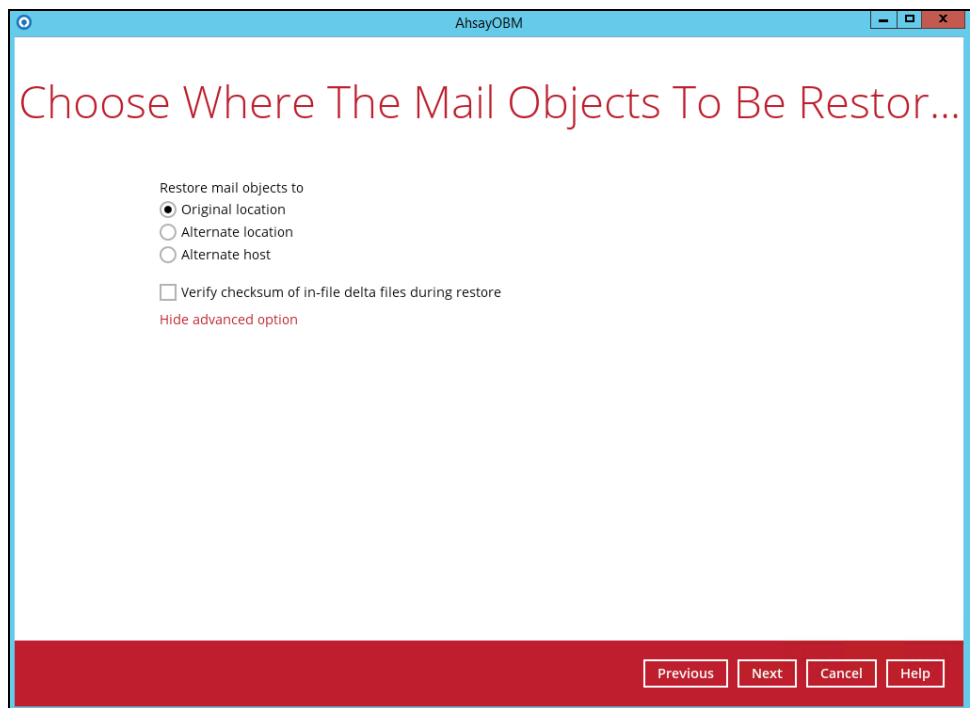 AhsayOBM
Choose Where The Mail Objects To Be Restor...
Restore mail objects to
Original location
Alternate location
Alternate host
Verify checksum of in-file delta files during restore
Hide advanced option
Previous Next Cancel Help